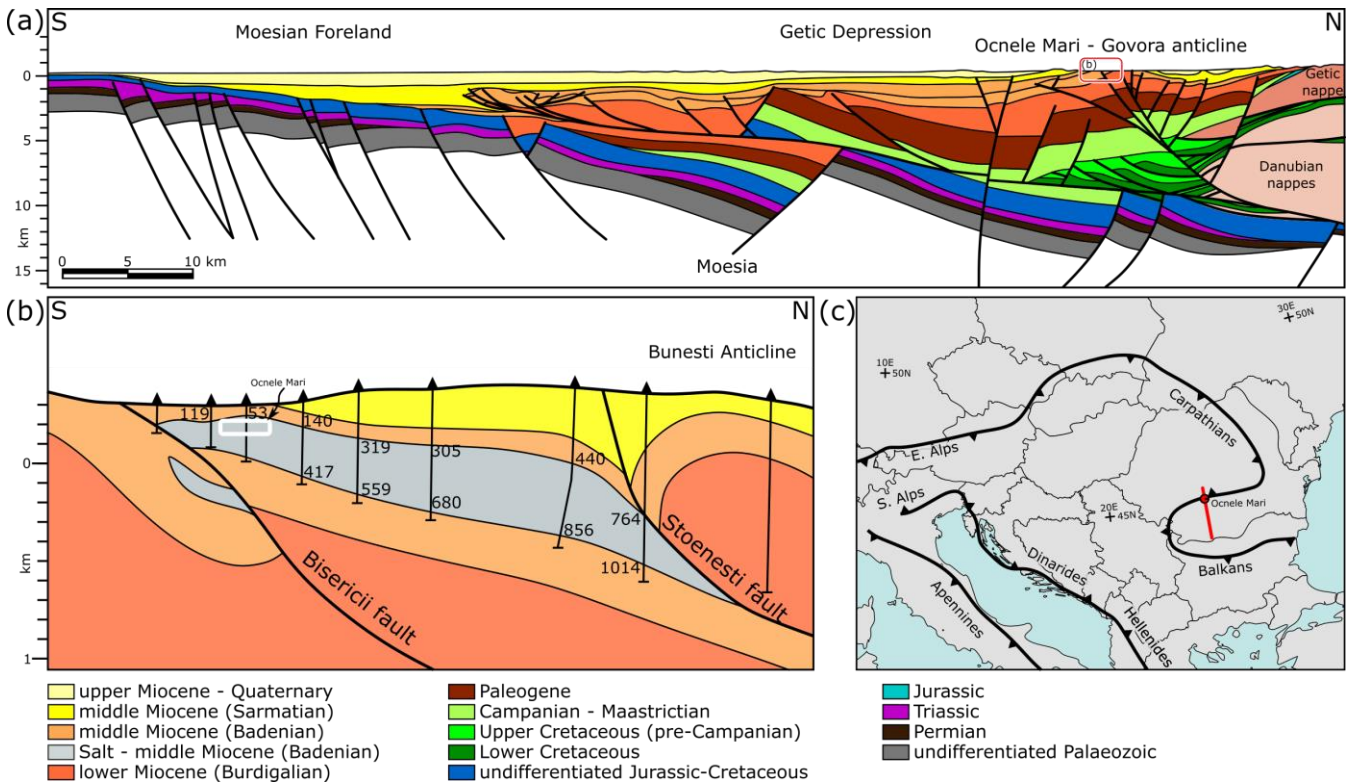 (a)
S
N
Moesian Foreland
Getic Depression
Ocnele Mari - Govora anticline
b)
Getic
nappe
Danubian
nappes
Moesia
0
5
10
15
km
0 5 10 km
(b)
S
N
Bunesti Anticline
Ocnele Mari
119
53
140
319
305
440
417
559
680
856
764
1014
Bisericii fault
Stoenesti fault
0
km
1
(c)
10E
50N
30E
50N
20E
45N
E. Alps
S. Alps
Carpathians
Ocnele Mari
Dinarides
Balkans
Apennines
Hellenides
upper Miocene - Quaternary
middle Miocene (Sarmatian)
middle Miocene (Badenian)
Salt - middle Miocene (Badenian)
lower Miocene (Burdigalian)
Paleogene
Campanian - Maastrictian
Upper Cretaceous (pre-Campanian)
Lower Cretaceous
undifferentiated Jurassic-Cretaceous
Jurassic
Triassic
Permian
undifferentiated Palaeozoic